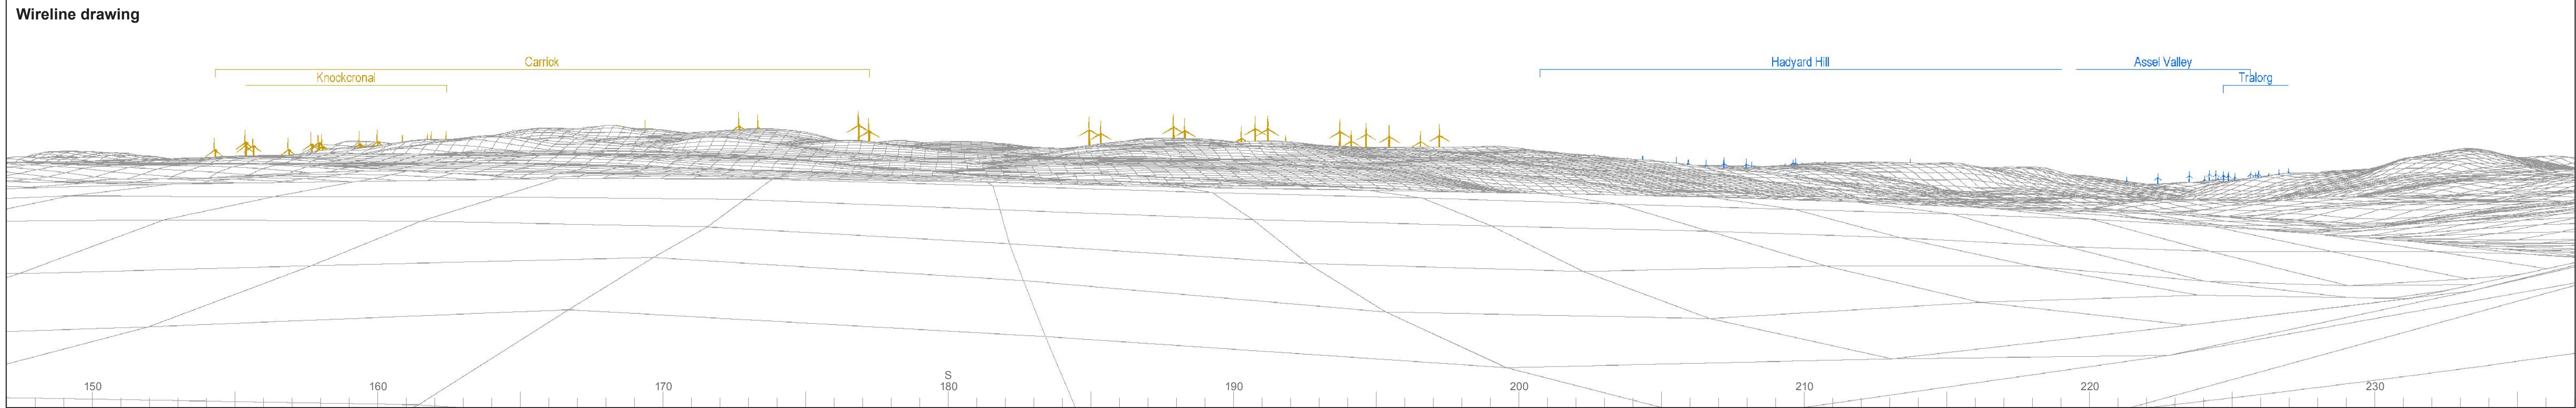 Wireline drawing
Carrick
Knockcronal
Hadyard Hill
Assel Valley
Tralorg
S
150 160 170 180 190 200 210 220 230